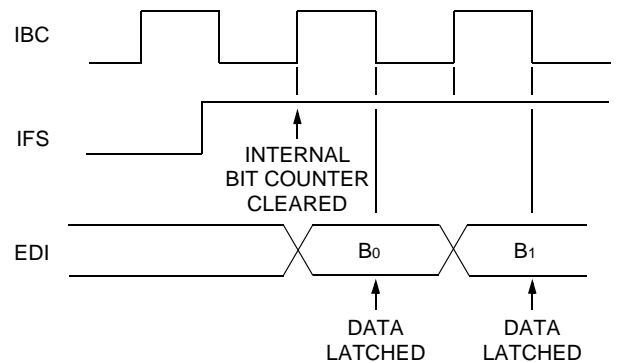 IBC
IFS
INTERNAL
BIT COUNTER
CLEARED
EDI
B0
B1
DATA
LATCHED
DATA
LATCHED